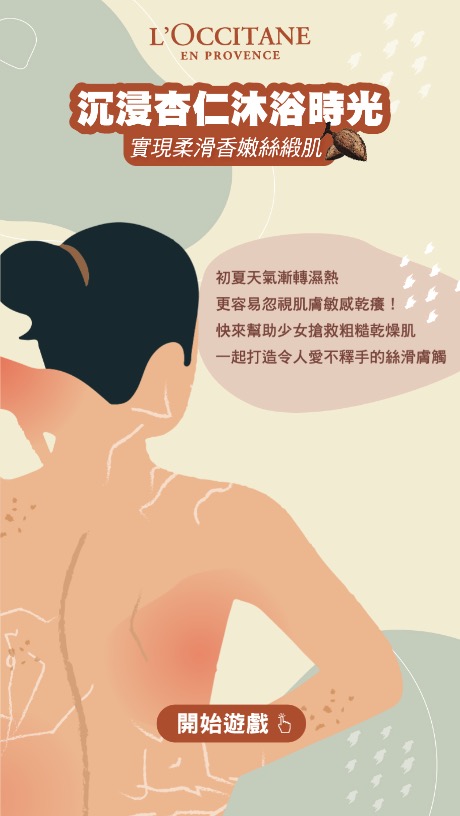 L'OCCITANE
EN PROVENCE
沉浸杏仁沐浴時光
實現柔滑香嫩絲緞肌
初夏天氣漸轉濕熱
更容易忽視肌膚敏感乾癢！
快來幫助少女搶救粗糙乾燥肌
一起打造令人愛不釋手的絲滑膚觸
開始遊戲